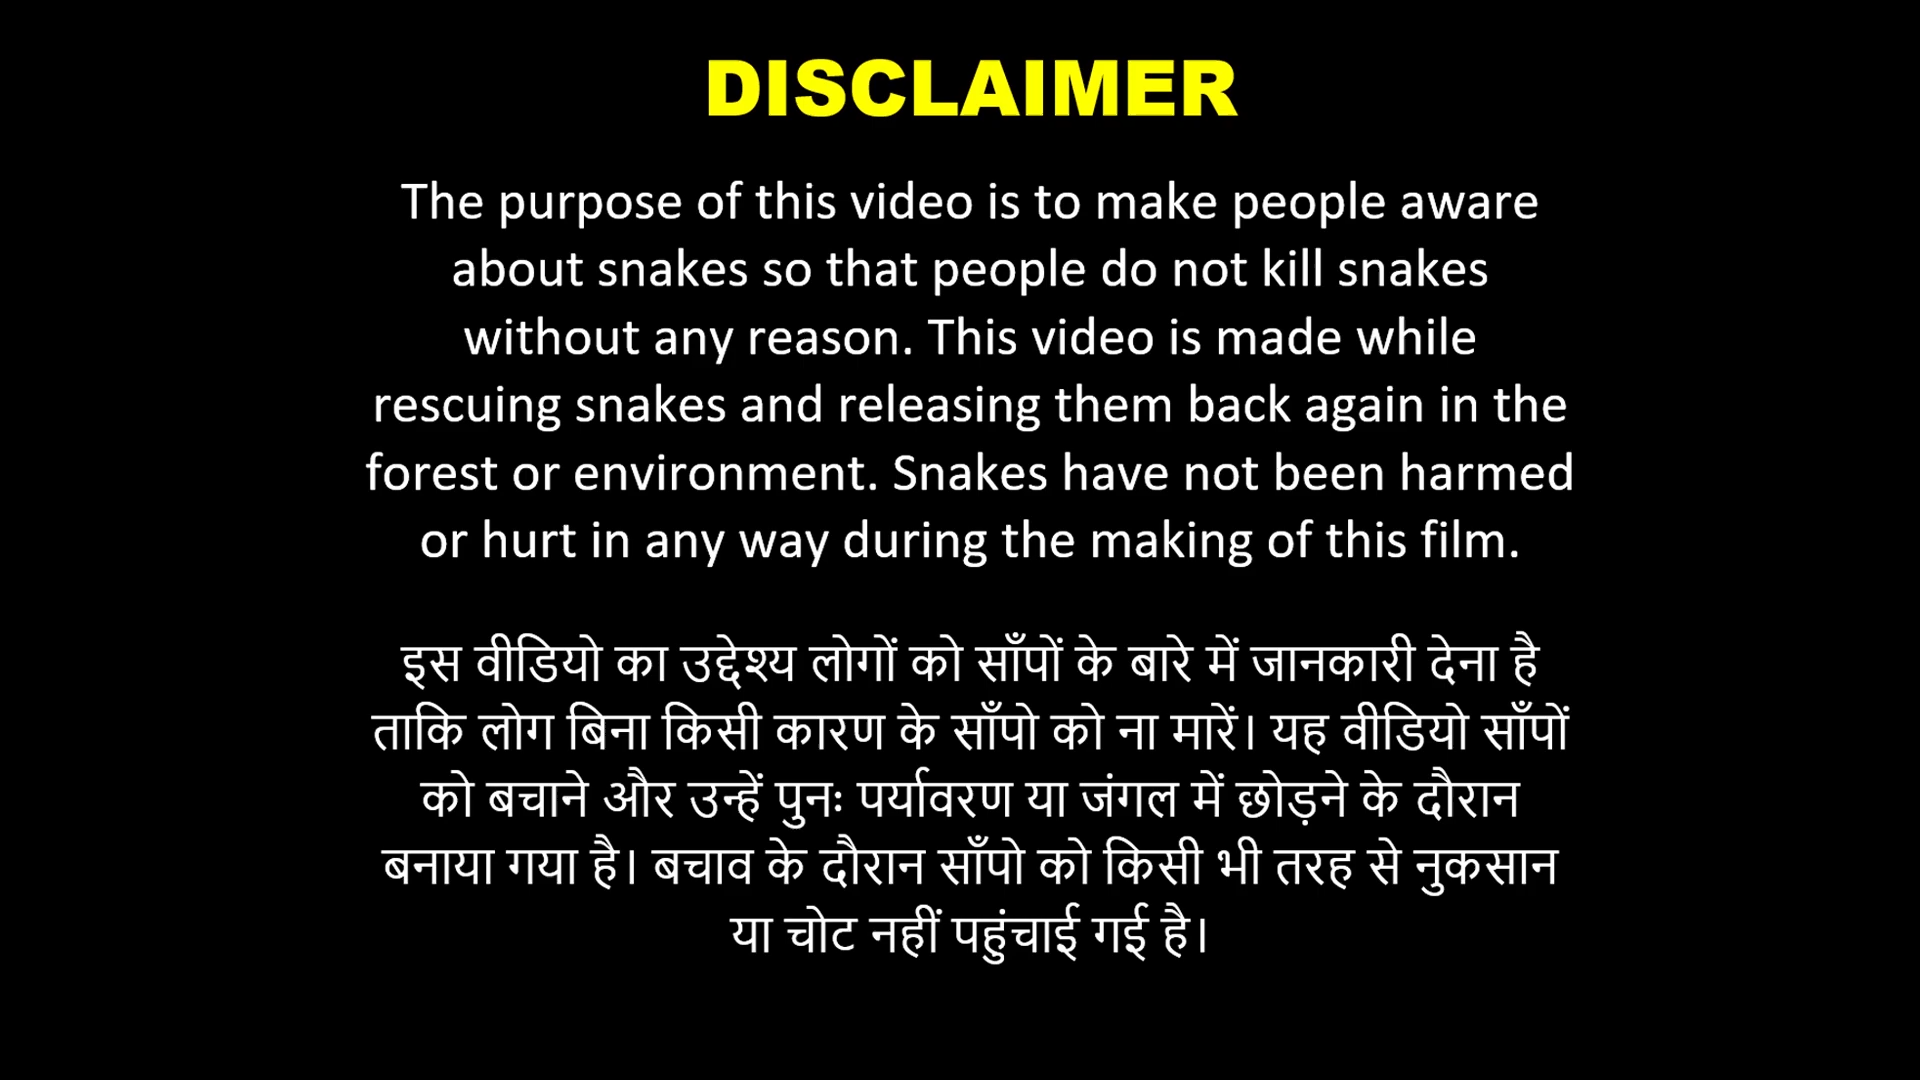 DISCLAIMER
The purpose of this video is to make people aware
about snakes so that people do not kill snakes
without any reason. This video is made while
rescuing snakes and releasing them back again in the
forest or environment. Snakes have not been harmed
or hurt in any way during the making of this film.
इस वीडियो का उद्देश्य लोगों को साँपों के बारे में जानकारी देना है
ताकि लोग बिना किसी कारण के साँपो को ना मारें। यह वीडियो साँपों
को बचाने और उन्हें पुनः पर्यावरण या जंगल में छोड़ने के दौरान
बनाया गया है। बचाव के दौरान साँपो को किसी भी तरह से नुकसान
या चोट नहीं पहुंचाई गई है।